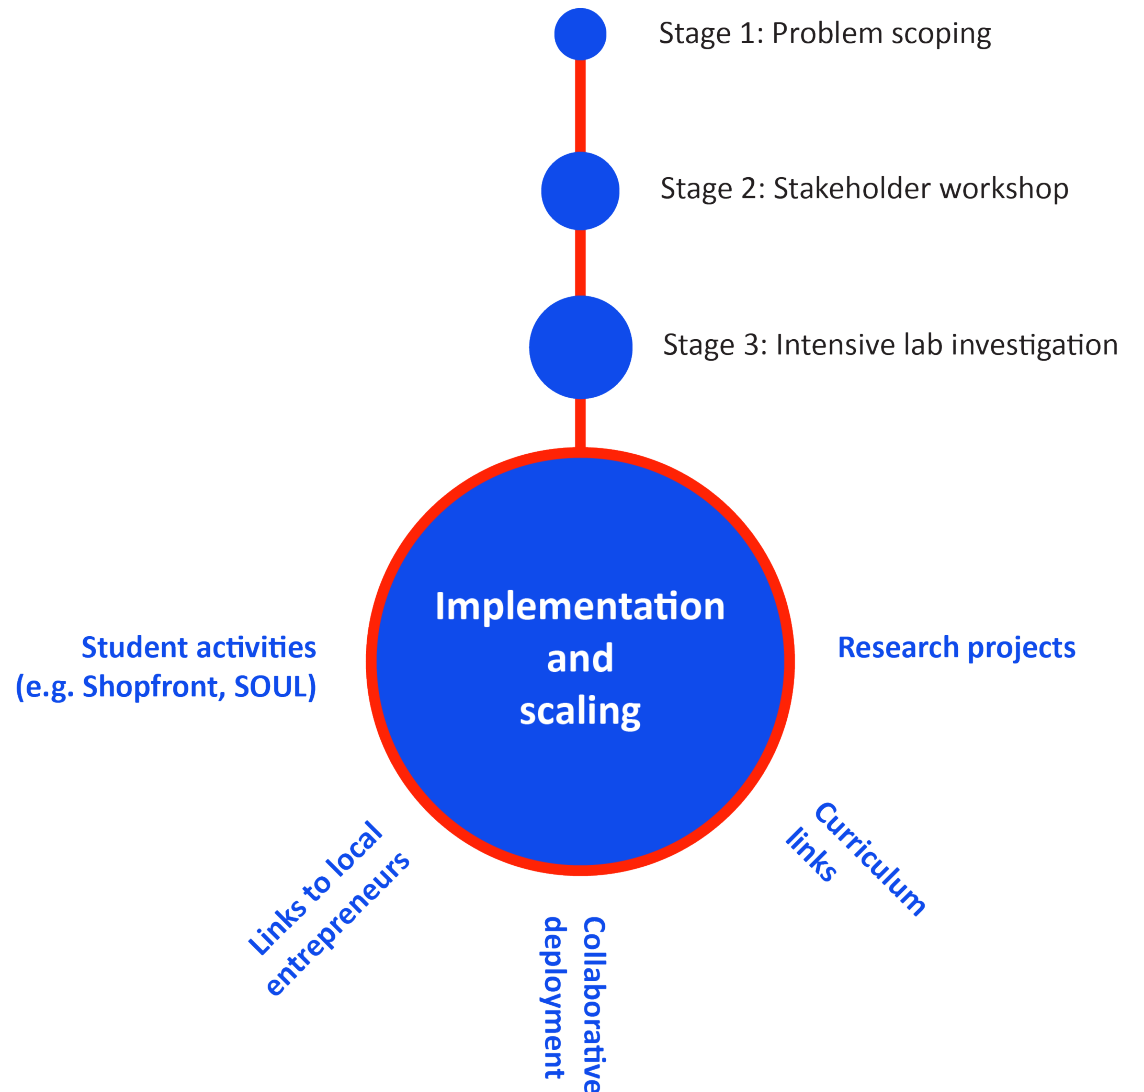 Stage 1: Problem scoping
Stage 2: Stakeholder workshop
Stage 3: Intensive lab investigation
Implementation
and
scaling
Student activities
(e.g. Shopfront, SOUL)
Research projects
Links to local
entrepreneurs
Collaborative
deployment
Curriculum
links